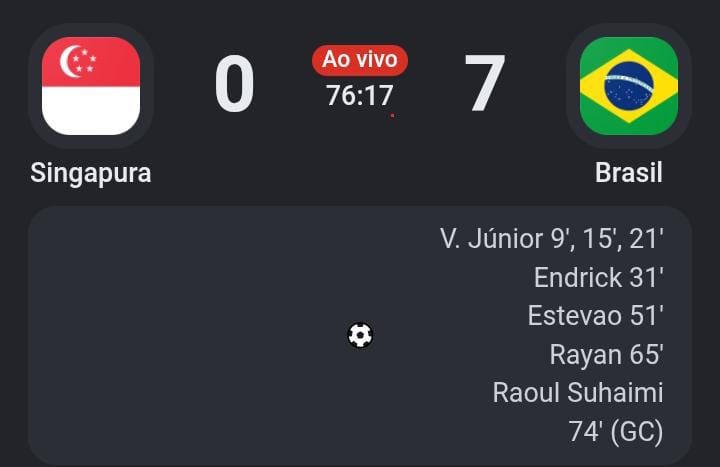 0
Ao vivo
7
76:17
Singapura
Brasil
V. Júnior 9', 15', 21'
Endrick 31'
Estevao 51'
Rayan 65'
Raoul Suhaimi
74' (GC)